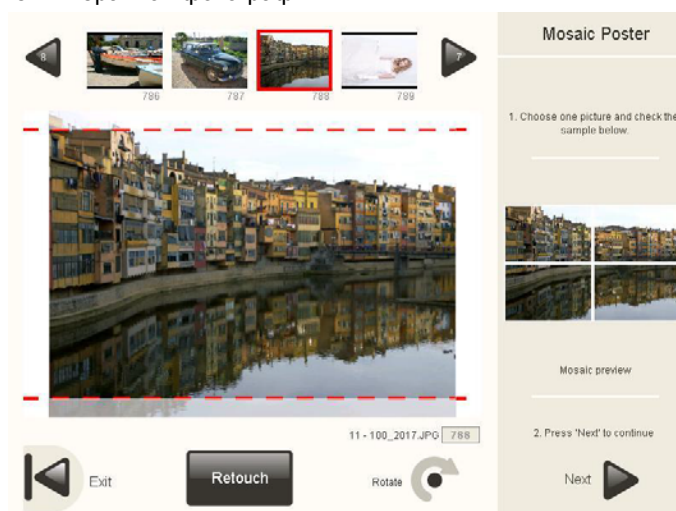 Mosaic Poster
8
7
786
787
788
789
1. Choose one picture and check the
sample below.
Mosaic preview
11 - 100_2017.JPG 788
2. Press 'Next' to continue
Exit
Retouch
Rotate
Next